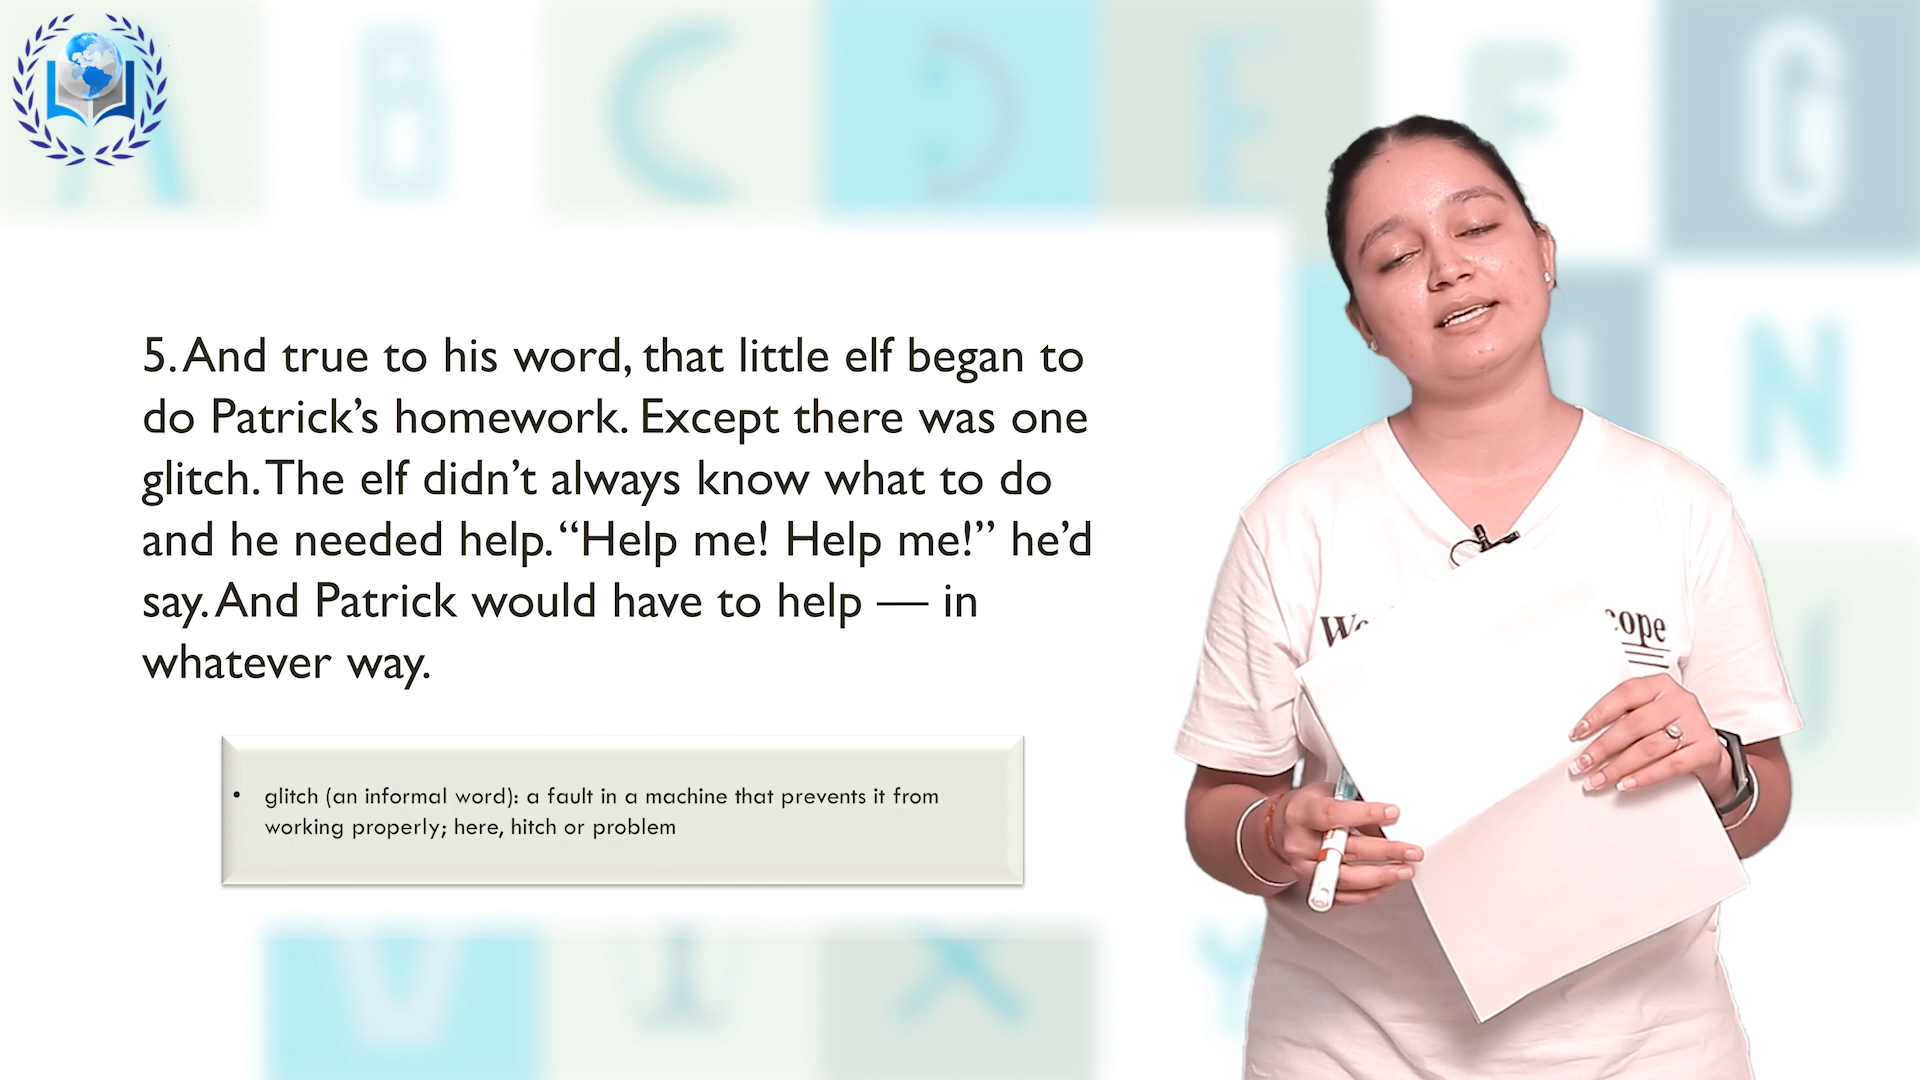 5. And true to his word, that little elf began to
do Patrick’s homework. Except there was one
glitch. The elf didn’t always know what to do
and he needed help. “Help me! Help me!” he’d
say. And Patrick would have to help — in
whatever way.
• glitch (an informal word): a fault in a machine that prevents it from
working properly; here, hitch or problem
A B C D E F G
N
V X Y